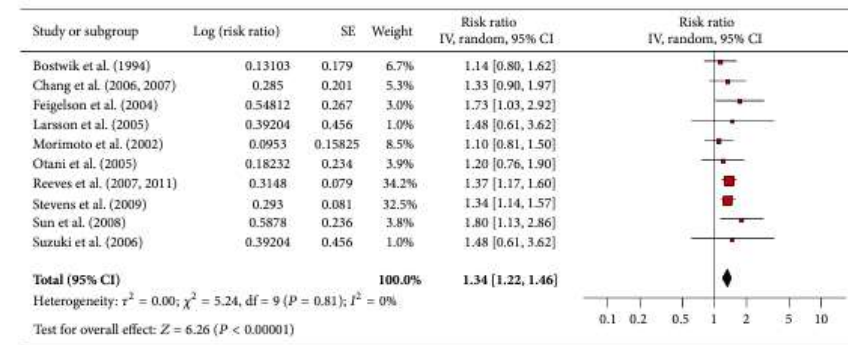 Study or subgroup Log (risk ratio) SE Weight Risk ratio IV, random, 95% CI Risk ratio IV, random, 95% CI
Bostwik et al. (1994) 0.13103 0.179 6.7% 1.14 [0.80, 1.62]
Chang et al. (2006, 2007) 0.285 0.201 5.3% 1.33 [0.90, 1.97]
Feigelson et al. (2004) 0.54812 0.267 3.0% 1.73 [1.03, 2.92]
Larsson et al. (2005) 0.39204 0.456 1.0% 1.48 [0.61, 3.62]
Morimoto et al. (2002) 0.0953 0.15825 8.5% 1.10 [0.81, 1.50]
Otani et al. (2005) 0.18232 0.234 3.9% 1.20 [0.76, 1.90]
Reeves et al. (2007, 2011) 0.3148 0.079 34.2% 1.37 [1.17, 1.60]
Stevens et al. (2009) 0.293 0.081 32.5% 1.34 [1.14, 1.57]
Sun et al. (2008) 0.5878 0.236 3.8% 1.80 [1.13, 2.86]
Suzuki et al. (2006) 0.39204 0.456 1.0% 1.48 [0.61, 3.62]
Total (95% CI) 100.0% 1.34 [1.22, 1.46]
Heterogeneity: τ² = 0.00; χ² = 5.24, df = 9 (P = 0.81); I² = 0%
0.1 0.2 0.5 1 2 5 10
Test for overall effect: Z = 6.26 (P < 0.00001)